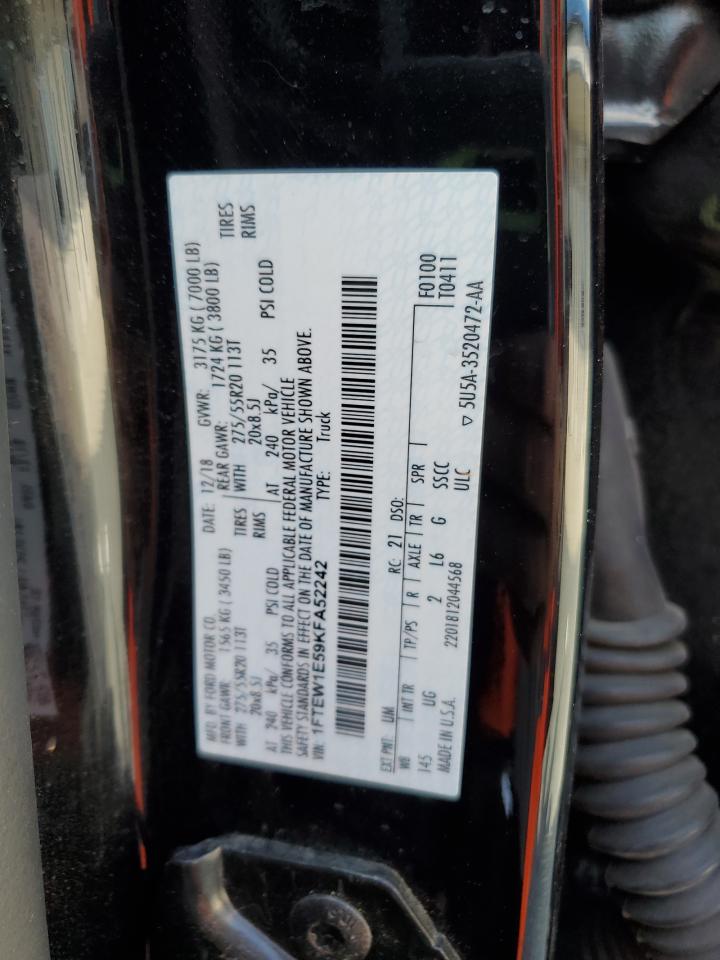 MFD. BY FORD MOTOR CO.
DATE: 12/18
GVWR: 3175 KG ( 7000 LB)
FRONT GAWR: 1565 KG ( 3450 LB)
REAR GAWR: 1724 KG ( 3800 LB)
WITH 275/55R20 113T TIRES
WITH 275/55R20 113T TIRES
20x8.5J RIMS
20x8.5J RIMS
AT 240 kPa/ 35 PSI COLD
AT 240 kPa/ 35 PSI COLD
THIS VEHICLE CONFORMS TO ALL APPLICABLE FEDERAL MOTOR VEHICLE
SAFETY STANDARDS IN EFFECT ON THE DATE OF MANUFACTURE SHOWN ABOVE.
VIN: 1FTEW1E59KFA52242
TYPE: Truck
EXT PNT: UM RC: 21 DSO:
WB INT TR TP/PS R AXLE TR SPR
145 UG 2 L6 G SSCC
F0100
T0411
MADE IN U.S.A. 2201812044568 ULC
▽ 5U5A-3520472-AA